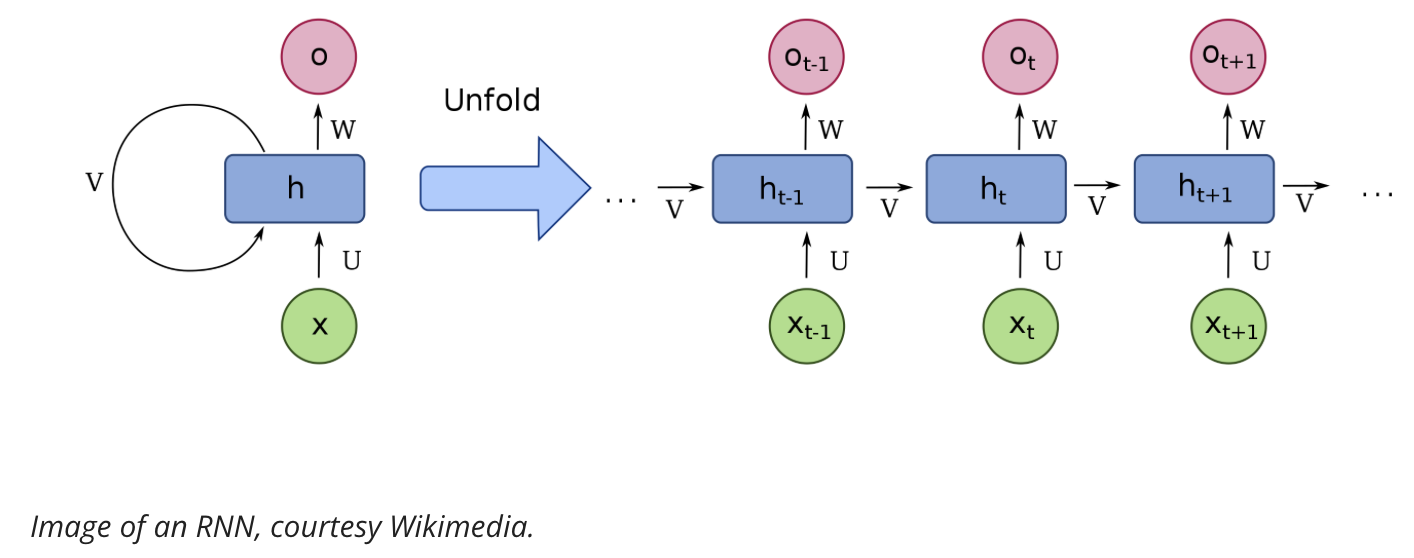 o
o_{t-1}
o_t
o_{t+1}
Unfold
W
W
W
W
V
h
...
V
h_{t-1}
V
h_t
V
h_{t+1}
V
...
U
U
U
U
x
x_{t-1}
x_t
x_{t+1}
Image of an RNN, courtesy Wikimedia.